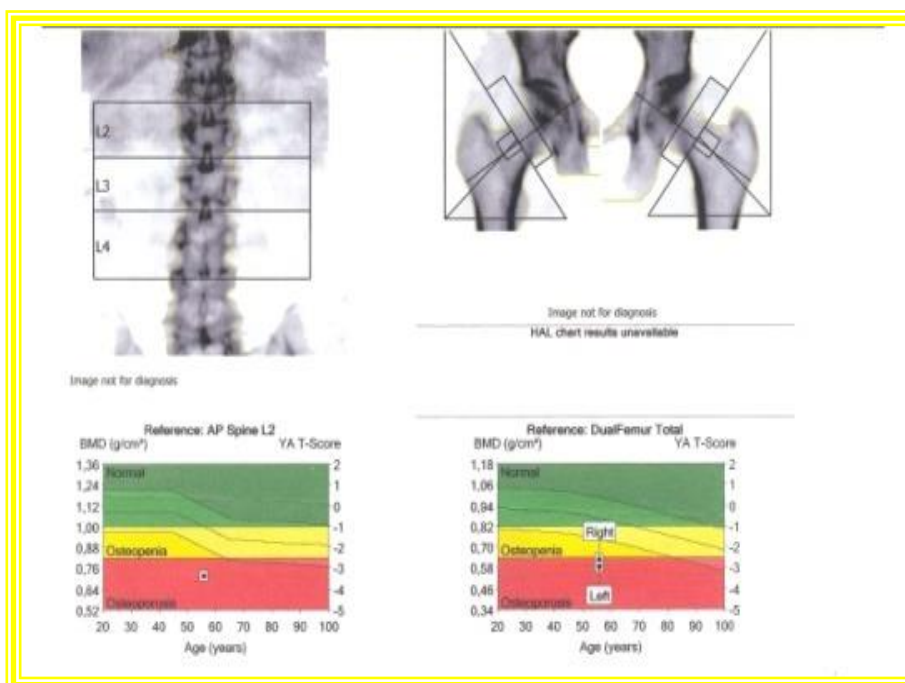 L2
L3
L4
Image not for diagnosis
Image not for diagnosis
HAL chart results unavailable
Reference: AP Spine L2
BMD (g/cm²) YA T-Score
1,36 2
1,24 1
1,12 0
1,00 -1
0,88 -2
0,76 -3
0,64 -4
0,52 -5
Normal
Osteopenia
Osteoporosis
20 30 40 50 60 70 80 90 100
Age (years)
Reference: DualFemur Total
BMD (g/cm²) YA T-Score
1,18 2
1,06 1
0,94 0
0,82 -1
0,70 -2
0,58 -3
0,46 -4
0,34 -5
Normal
Right
Osteopenia
Left
Osteoporosis
20 30 40 50 60 70 80 90 100
Age (years)